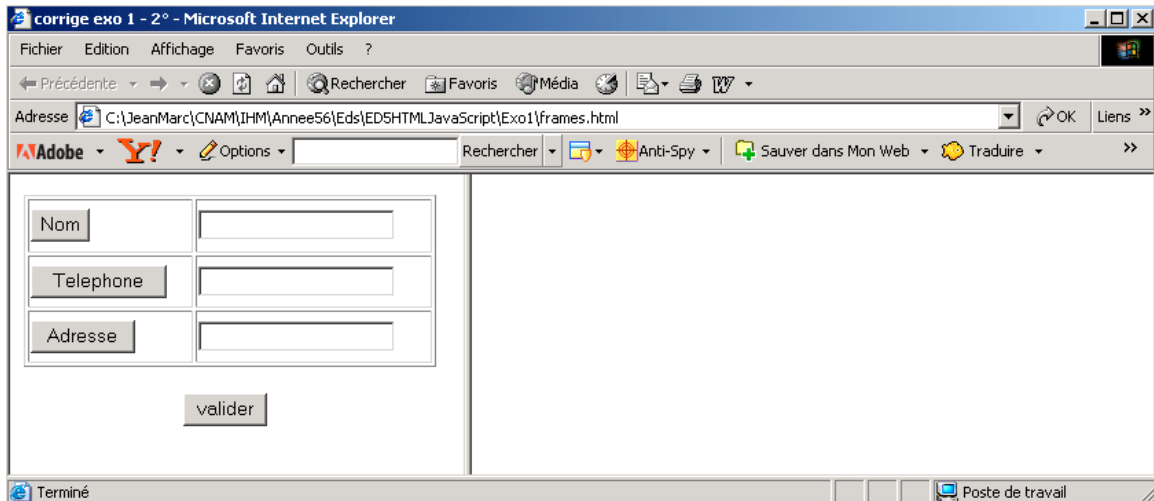 corrige exo 1 - 2° - Microsoft Internet Explorer
Fichier Edition Affichage Favoris Outils ?
Précédente Rechercher Favoris Média
Adresse C:\JeanMarc\CNAM\IHM\Annee56\Eds\ED5HTMLJavaScript\Exo1\frames.html OK Liens »
Adobe Y! Options Rechercher Anti-Spy Sauver dans Mon Web Traduire »
Nom
Telephone
Adresse
valider
Terminé Poste de travail